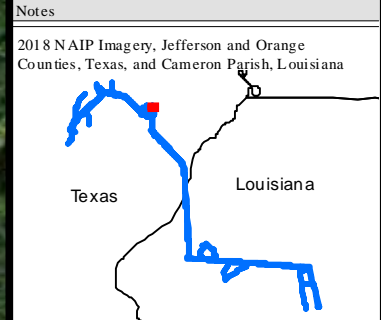 Notes
2018 NAIP Imagery, Jefferson and Orange
Counties, Texas, and Cameron Parish, Louisiana
Texas
Louisiana